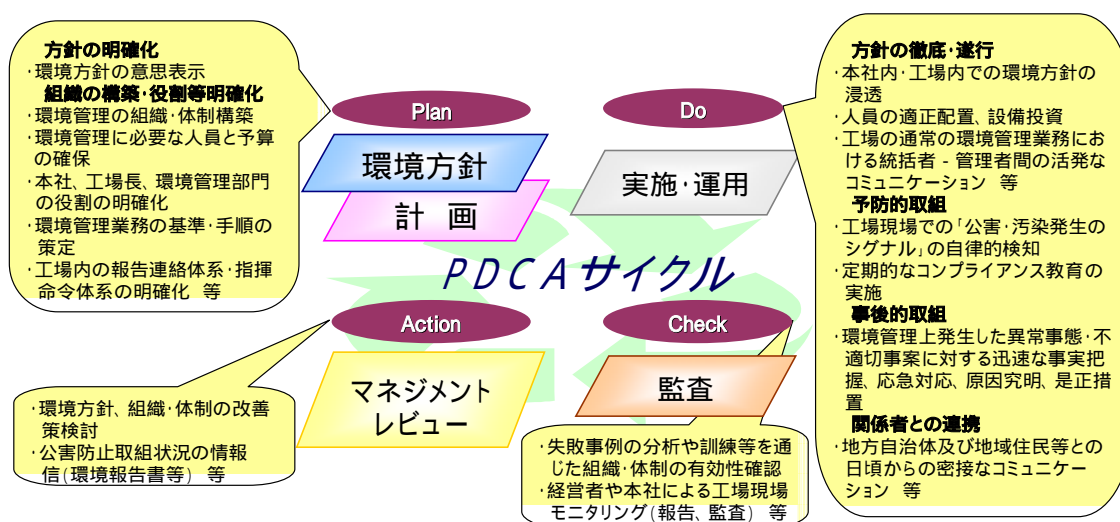 方針の明確化
・環境方針の意思表示
組織の構築・役割等明確化
・環境管理の組織・体制構築
・環境管理に必要な人員と予算
の確保
・本社、工場長、環境管理部門
の役割の明確化
・環境管理業務の基準・手順の
策定
・工場内の報告連絡体系・指揮
命令体系の明確化 等
Plan
環境方針
計 画
Do
実施・運用
方針の徹底・遂行
・本社内・工場内での環境方針の
浸透
・人員の適正配置、設備投資
・工場の通常の環境管理業務にお
ける統括者 - 管理者間の活発な
コミュニケーション 等
予防的取組
・工場現場での「公害・汚染発生の
シグナル」の自律的検知
・定期的なコンプライアンス教育の
実施
事後的取組
・環境管理上発生した異常事態・不
適切事案に対する迅速な事実把
握、応急対応、原因究明、是正措
置
関係者との連携
・地方自治体及び地域住民等との
日頃からの密接なコミュニケー
ション 等
PDCAサイクル
Action
マネジメント
レビュー
・環境方針、組織・体制の改善
策検討
・公害防止取組状況の情報
信(環境報告書等) 等
Check
監査
・失敗事例の分析や訓練等を通
じた組織・体制の有効性確認
・経営者や本社による工場現場
モニタリング(報告、監査) 等